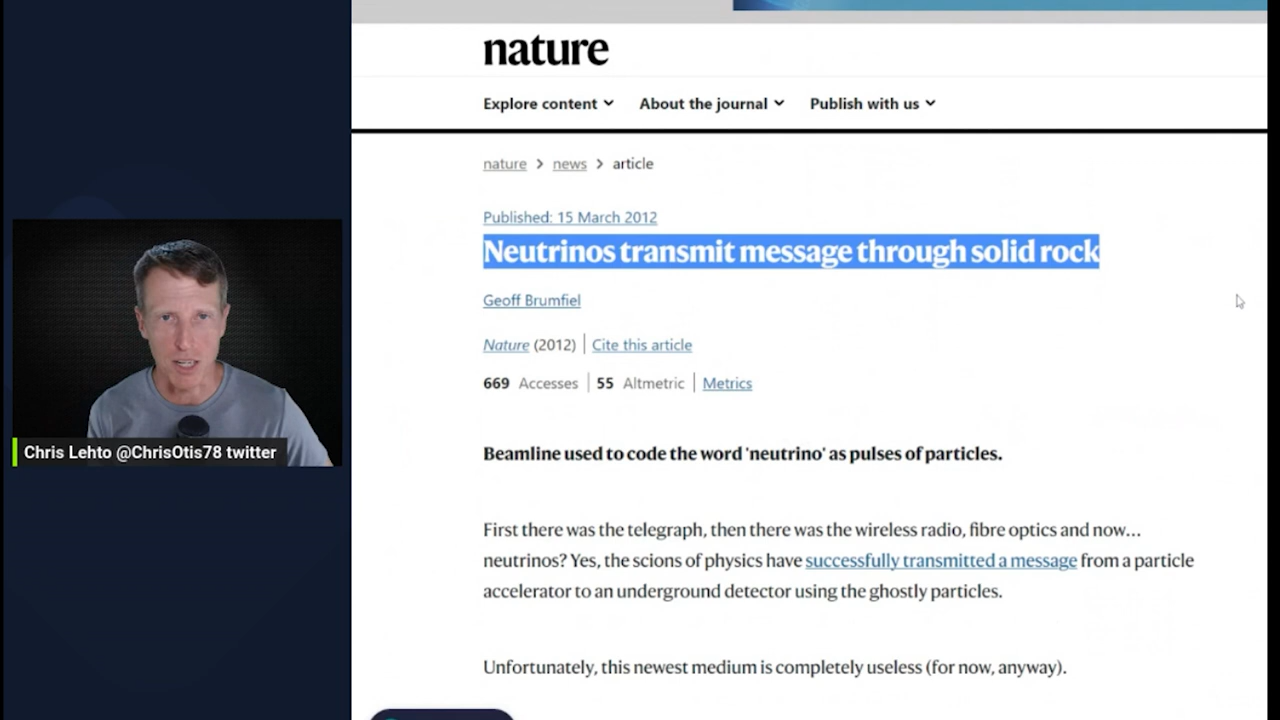 nature
Explore content
About the journal
Publish with us
nature > news > article
Published: 15 March 2012
Neutrinos transmit message through solid rock
Geoff Brumfiel
Nature (2012) | Cite this article
669 Accesses | 55 Altmetric | Metrics
Beamline used to code the word 'neutrino' as pulses of particles.
First there was the telegraph, then there was the wireless radio, fibre optics and now…
neutrinos? Yes, the scions of physics have successfully transmitted a message from a particle
accelerator to an underground detector using the ghostly particles.
Unfortunately, this newest medium is completely useless (for now, anyway).
Chris Lehto @ChrisOtis78 twitter